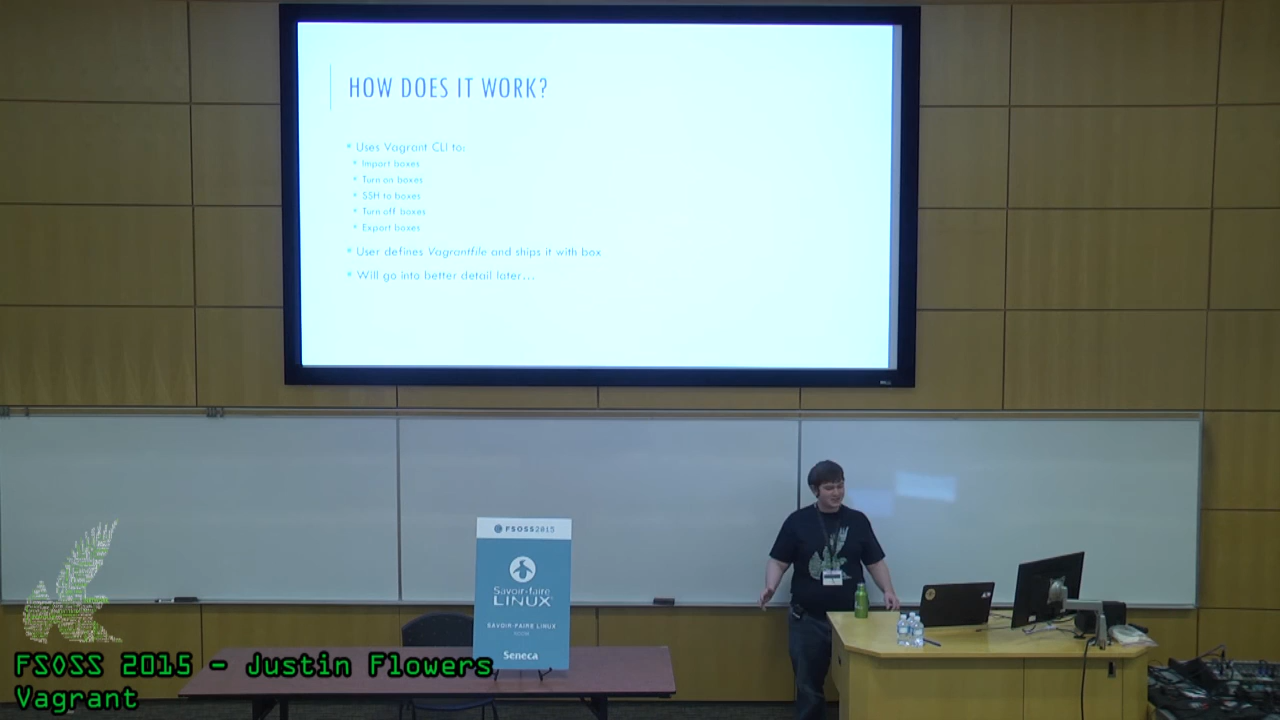 HOW DOES IT WORK?
* Uses Vagrant CLI to:
* Import boxes
* Turn on boxes
* SSH to boxes
* Turn off boxes
* Export boxes
* User defines Vagrantfile and ships it with box
* Will go into better detail later...
FSOSS2015
Savoir-faire
LINUX
SAVOIR-FAIRE LINUX
ROOM
Seneca
FSOSS 2015 - Justin Flowers
Vagrant